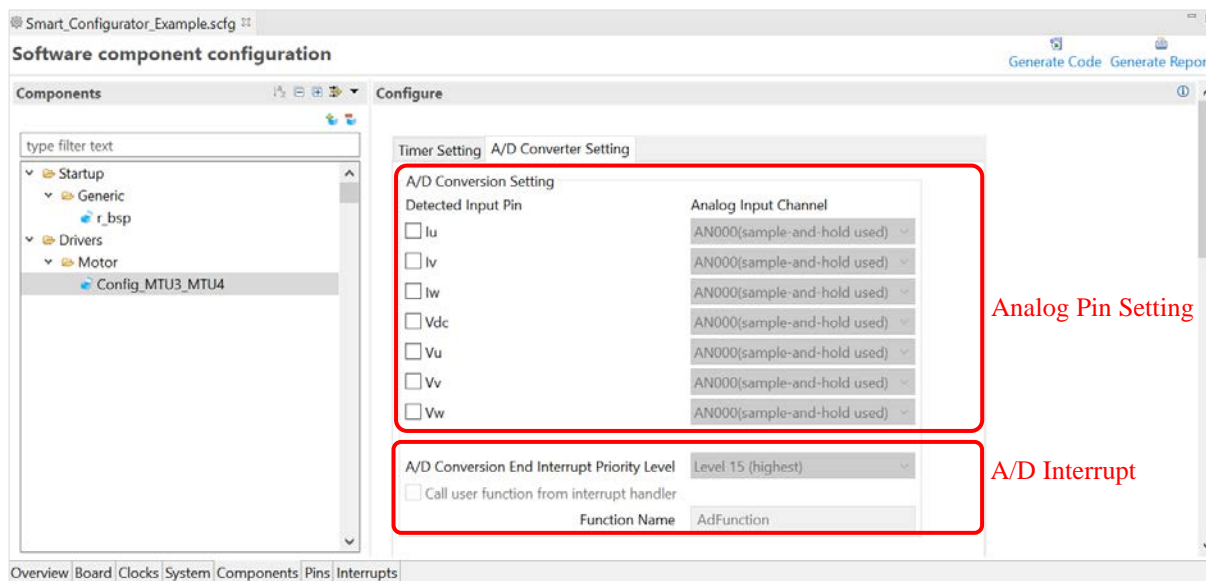 Smart_Configurator_Example.scfg
Software component configuration
Generate Code Generate Repor
Components
Configure
type filter text
Startup
Generic
r_bsp
Drivers
Motor
Config_MTU3_MTU4
Timer Setting A/D Converter Setting
A/D Conversion Setting
Detected Input Pin Analog Input Channel
Iu AN000(sample-and-hold used)
Iv AN000(sample-and-hold used)
Iw AN000(sample-and-hold used)
Vdc AN000(sample-and-hold used)
Vu AN000(sample-and-hold used)
Vv AN000(sample-and-hold used)
Vw AN000(sample-and-hold used)
Analog Pin Setting
A/D Conversion End Interrupt Priority Level Level 15 (highest)
Call user function from interrupt handler
Function Name AdFunction
A/D Interrupt
Overview Board Clocks System Components Pins Interrupts